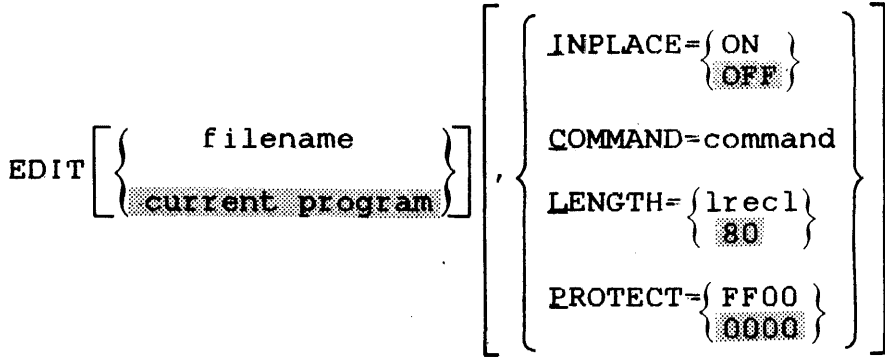 INPLACE={ON
OFF}
filename
COMMAND=command
EDIT[{ }] ,
current program
LENGTH={lrecl
80}
PROTECT={FF00
0000}